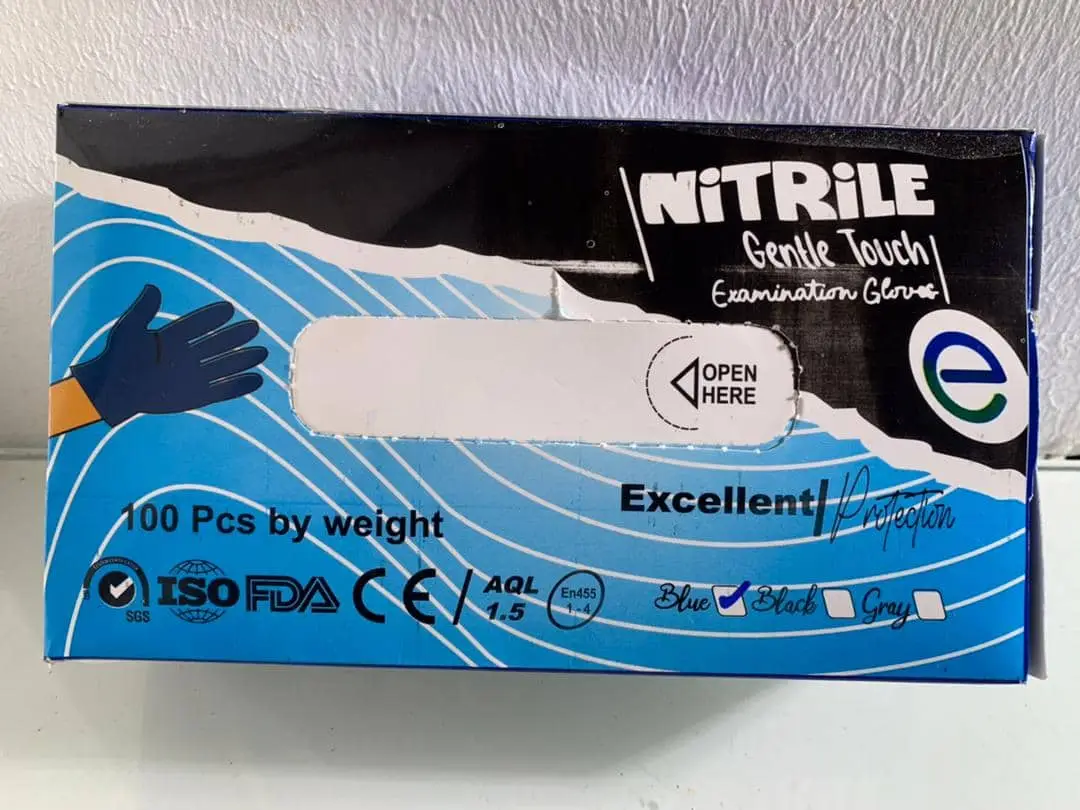 NiTRiLE
Gentle Touch
Examination Gloves
e
OPEN
HERE
Excellent Protection
100 Pcs by weight
SGS
ISO
FDA
CE
AQL
1.5
En455
1-4
Blue Black Gray